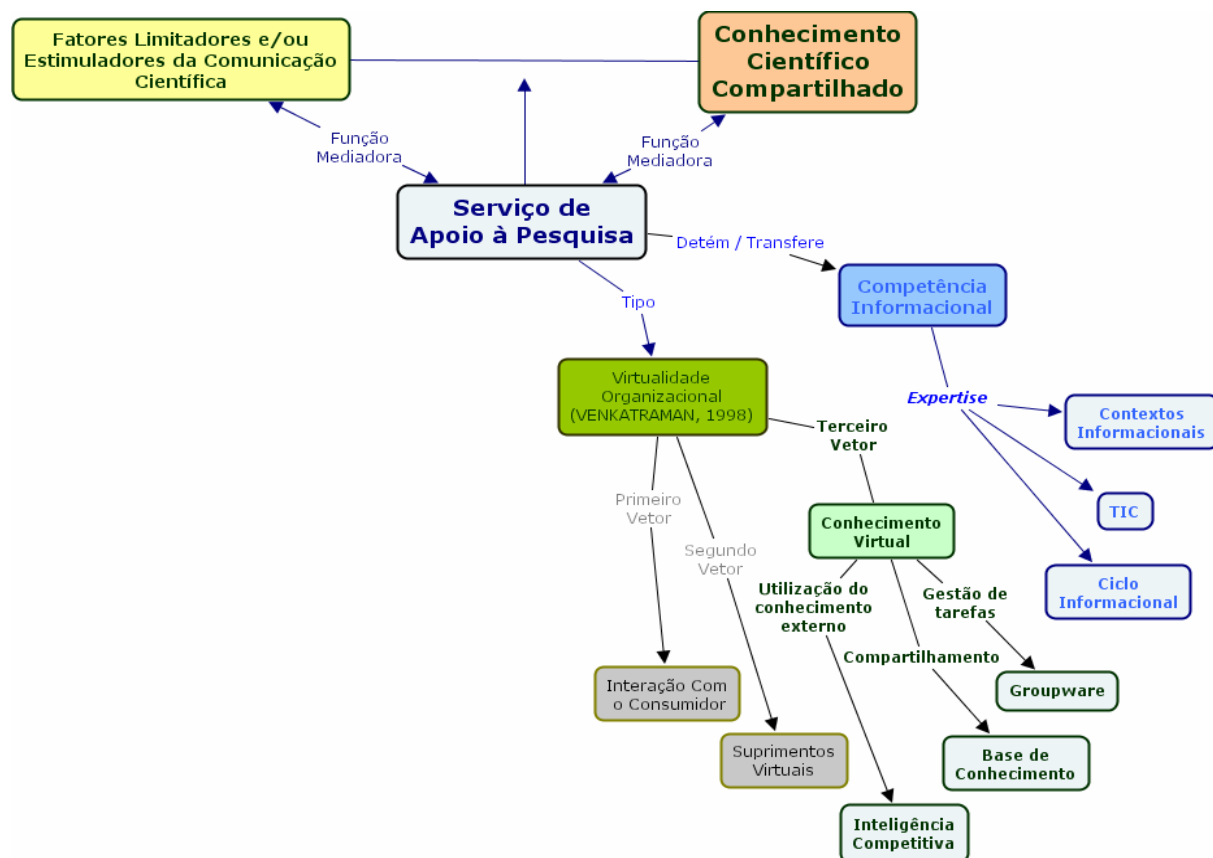 Fatores Limitadores e/ou
Estimuladores da Comunicação
Científica
Conhecimento
Científico
Compartilhado
Função
Mediadora
Função
Mediadora
Serviço de
Apoio à Pesquisa
Detém / Transfere
Competência
Informacional
Tipo
Virtualidade
Organizacional
(VENKATRAMAN, 1998)
Expertise
Contextos
Informacionais
TIC
Ciclo
Informacional
Terceiro
Vetor
Primeiro
Vetor
Segundo
Vetor
Conhecimento
Virtual
Utilização do
conhecimento
externo
Gestão de
tarefas
Compartilhamento
Interação Com
o Consumidor
Suprimentos
Virtuais
Groupware
Base de
Conhecimento
Inteligência
Competitiva